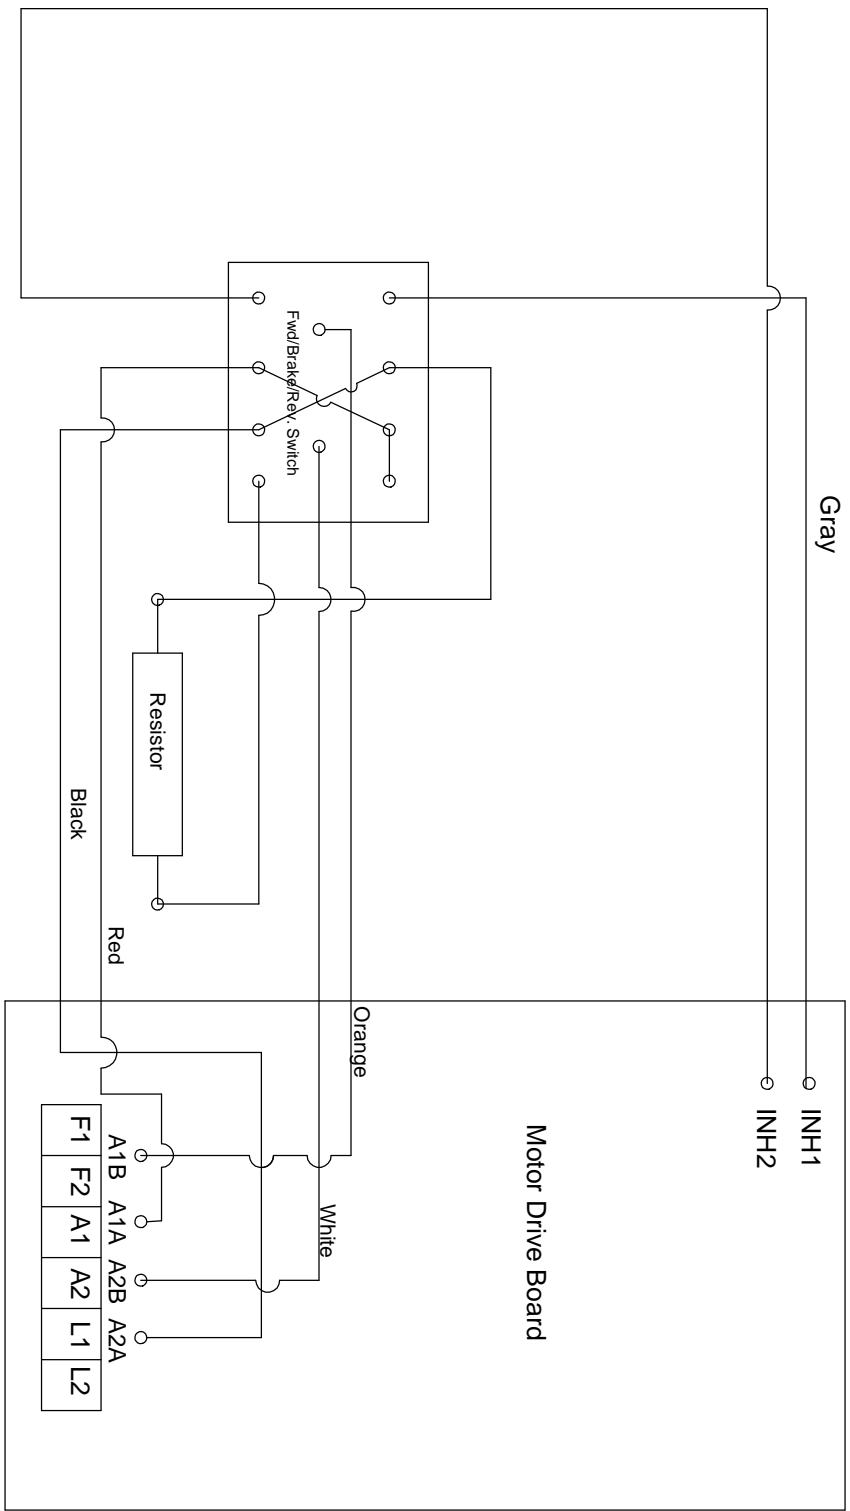 Gray
INH1
INH2
Motor Drive Board
Fwd/Brake/Rev. Switch
Resistor
Orange
White
Red
Black
A1B
A1A
A2B
A2A
F1
F2
A1
A2
L1
L2